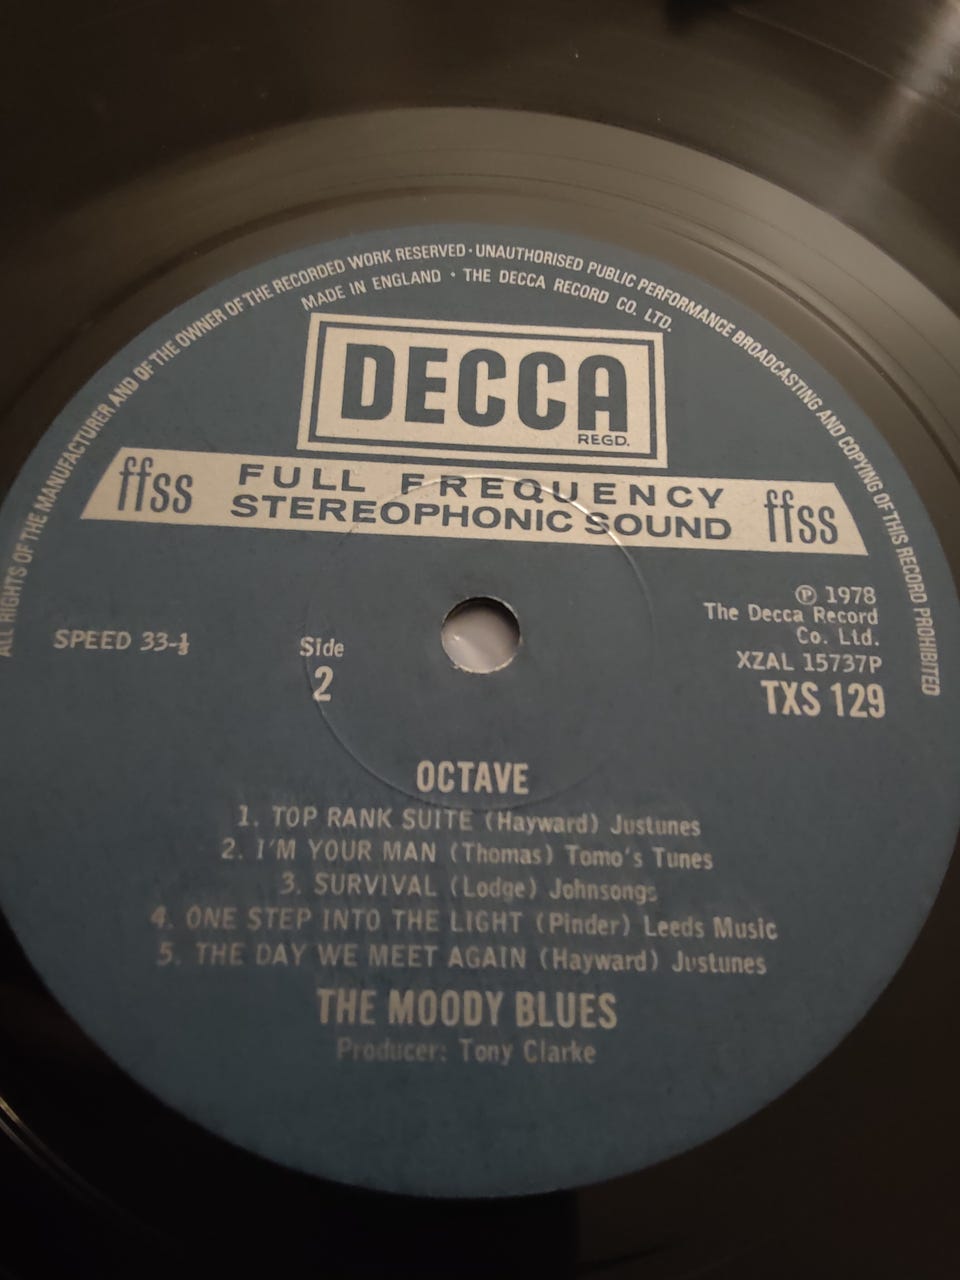 ALL RIGHTS OF THE MANUFACTURER AND OF THE OWNER OF THE RECORDED WORK RESERVED · UNAUTHORISED PUBLIC PERFORMANCE BROADCASTING AND COPYING OF THIS RECORD PROHIBITED
MADE IN ENGLAND · THE DECCA RECORD CO. LTD.
DECCA
REGD.
ffss FULL FREQUENCY ffss
STEREOPHONIC SOUND
℗ 1978
The Decca Record
Co. Ltd.
SPEED 33-⅓
Side
2
XZAL 15737P
TXS 129
OCTAVE
1. TOP RANK SUITE (Hayward) Justunes
2. I'M YOUR MAN (Thomas) Tomo's Tunes
3. SURVIVAL (Lodge) Johnsongs
4. ONE STEP INTO THE LIGHT (Pinder) Leeds Music
5. THE DAY WE MEET AGAIN (Hayward) Justunes
THE MOODY BLUES
Producer: Tony Clarke